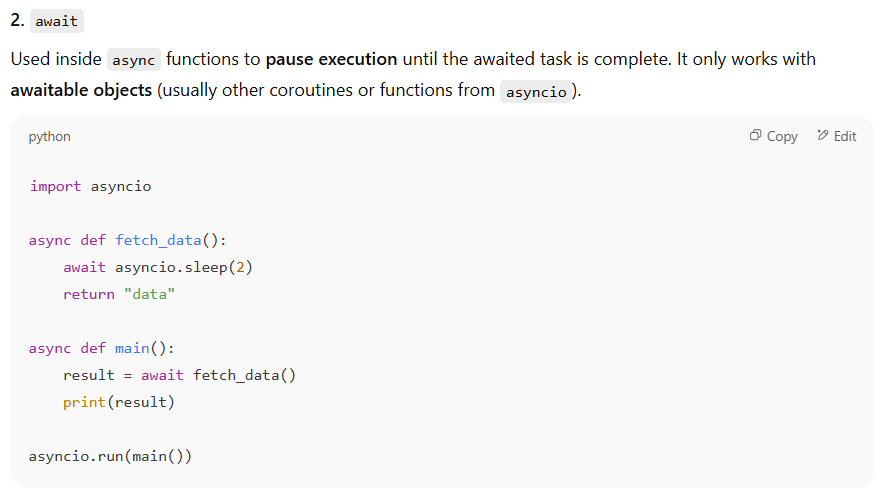 2. await
Used inside async functions to pause execution until the awaited task is complete. It only works with
awaitable objects (usually other coroutines or functions from asyncio).
python Copy Edit
import asyncio
async def fetch_data():
    await asyncio.sleep(2)
    return "data"
async def main():
    result = await fetch_data()
    print(result)
asyncio.run(main())